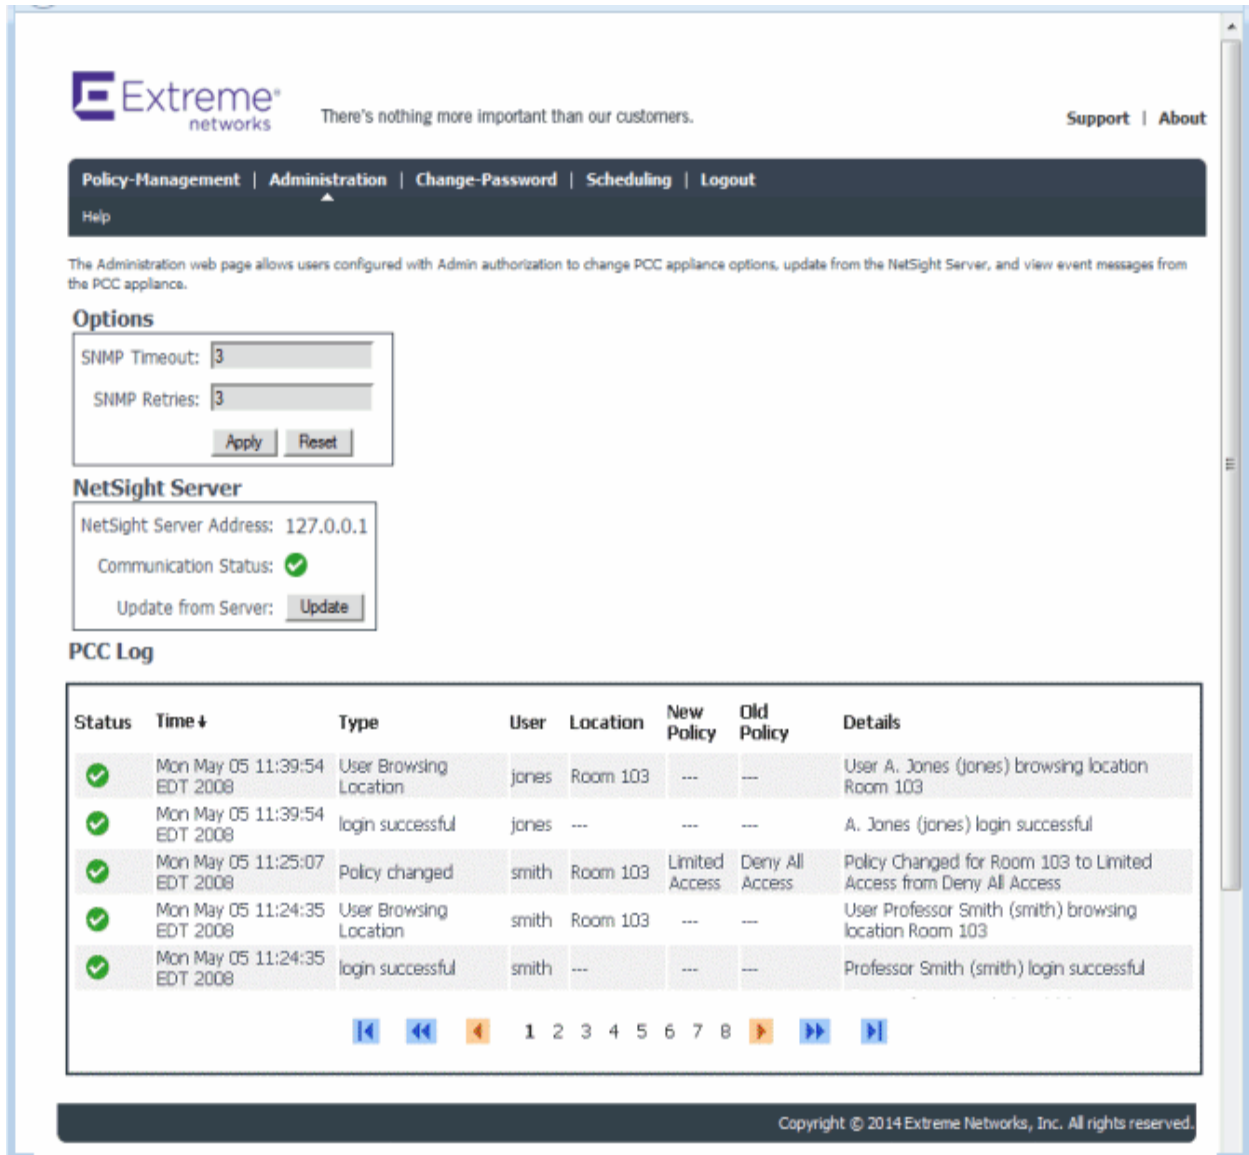 Extreme®
networks
There's nothing more important than our customers.
Support | About
Policy-Management | Administration | Change-Password | Scheduling | Logout
Help
The Administration web page allows users configured with Admin authorization to change PCC appliance options, update from the NetSight Server, and view event messages from
the PCC appliance.
Options
SNMP Timeout: 3
SNMP Retries: 3
Apply Reset
NetSight Server
NetSight Server Address: 127.0.0.1
Communication Status:
Update from Server: Update
PCC Log
Status Time Type User Location New Policy Old Policy Details
Mon May 05 11:39:54 User Browsing jones Room 103 --- --- User A. Jones (jones) browsing location
EDT 2008 Location Room 103
Mon May 05 11:39:54 login successful jones --- --- --- A. Jones (jones) login successful
EDT 2008
Mon May 05 11:25:07 Policy changed smith Room 103 Limited Deny All Policy Changed for Room 103 to Limited
EDT 2008 Access Access Access from Deny All Access
Mon May 05 11:24:35 User Browsing smith Room 103 --- --- User Professor Smith (smith) browsing
EDT 2008 Location location Room 103
Mon May 05 11:24:35 login successful smith --- --- --- Professor Smith (smith) login successful
EDT 2008
1 2 3 4 5 6 7 8
Copyright © 2014 Extreme Networks, Inc. All rights reserved.